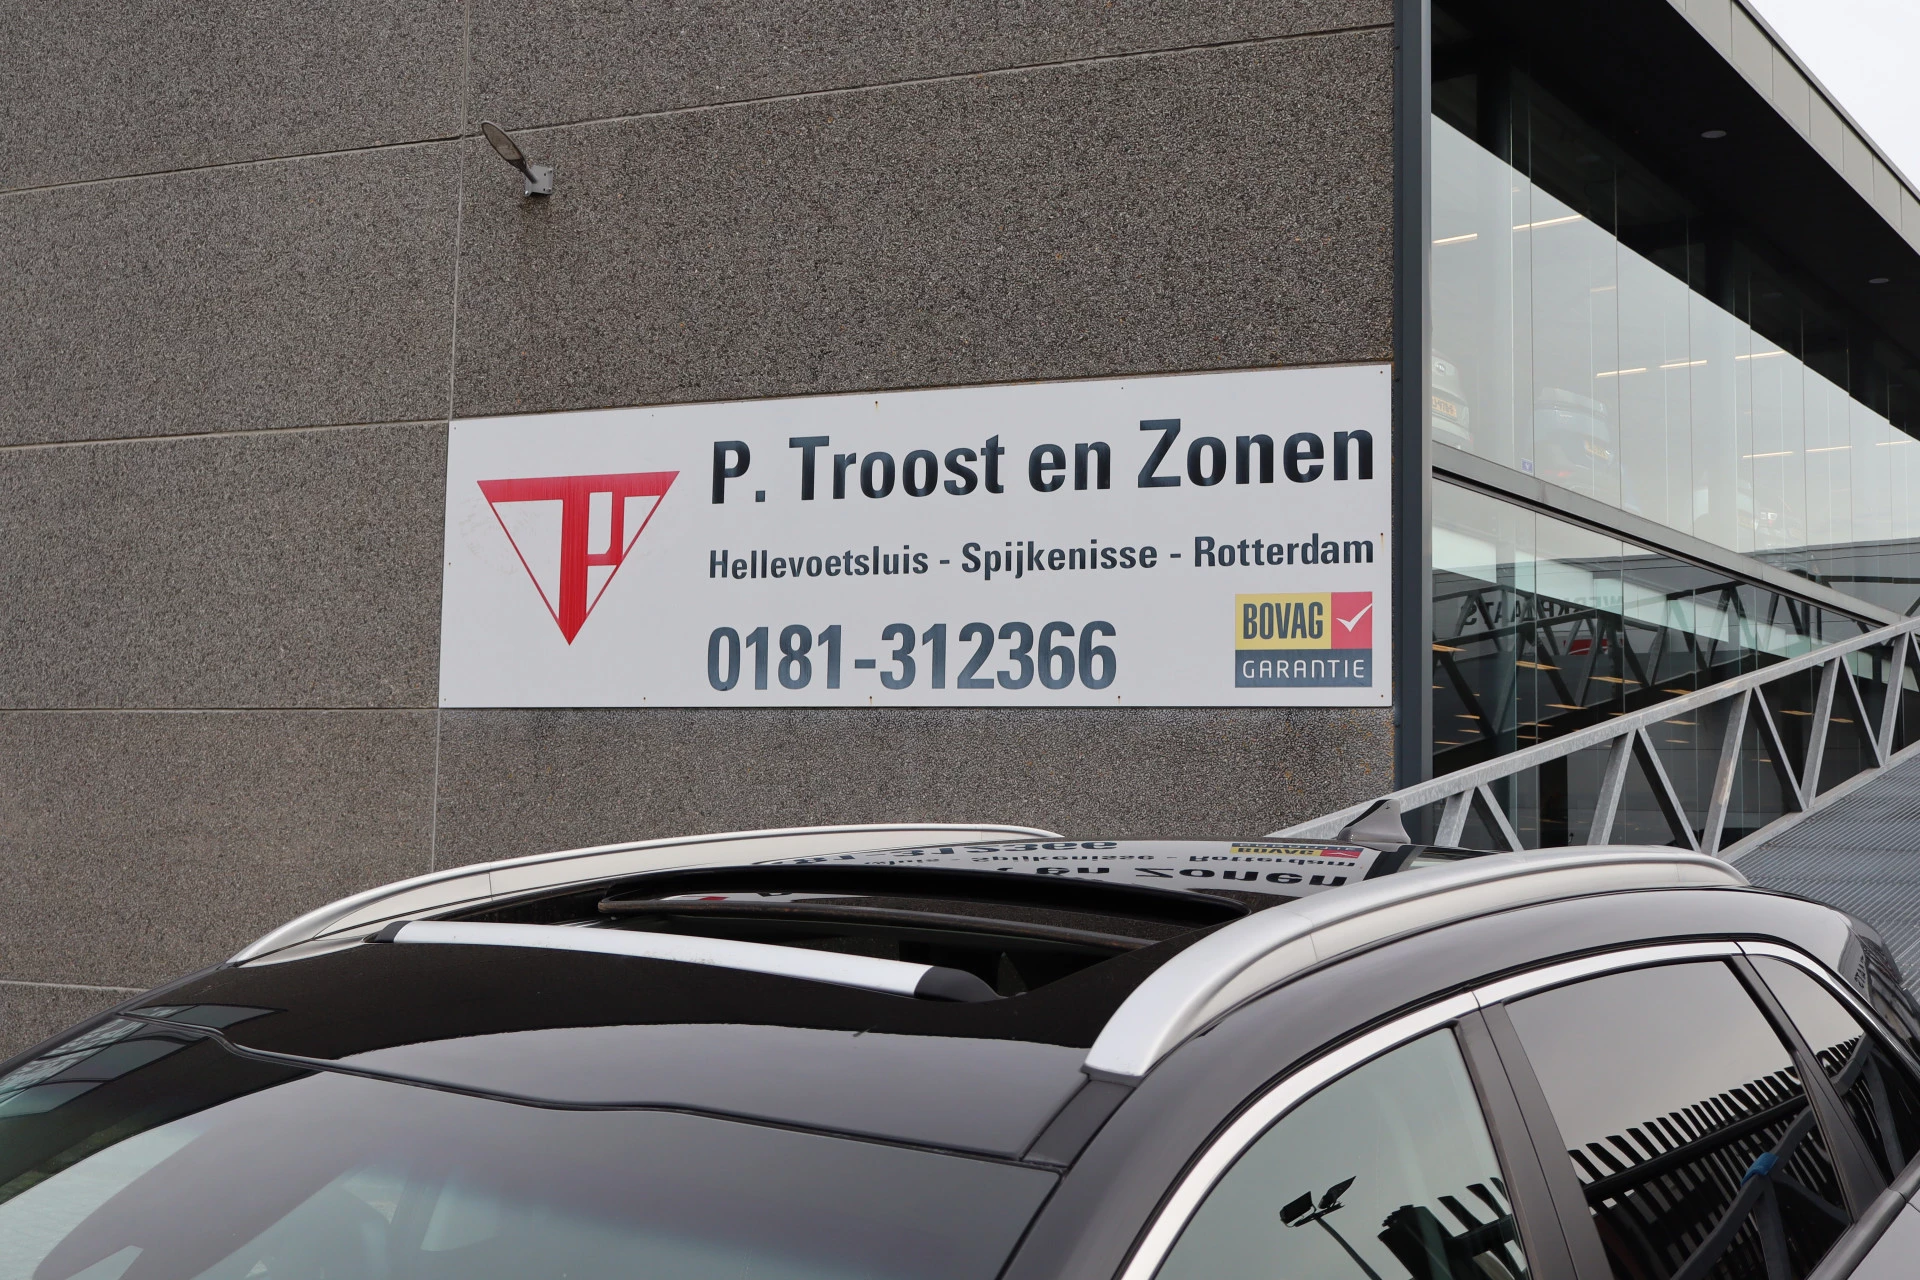 P. Troost en Zonen
Hellevoetsluis - Spijkenisse - Rotterdam
0181-312366
BOVAG
GARANTIE